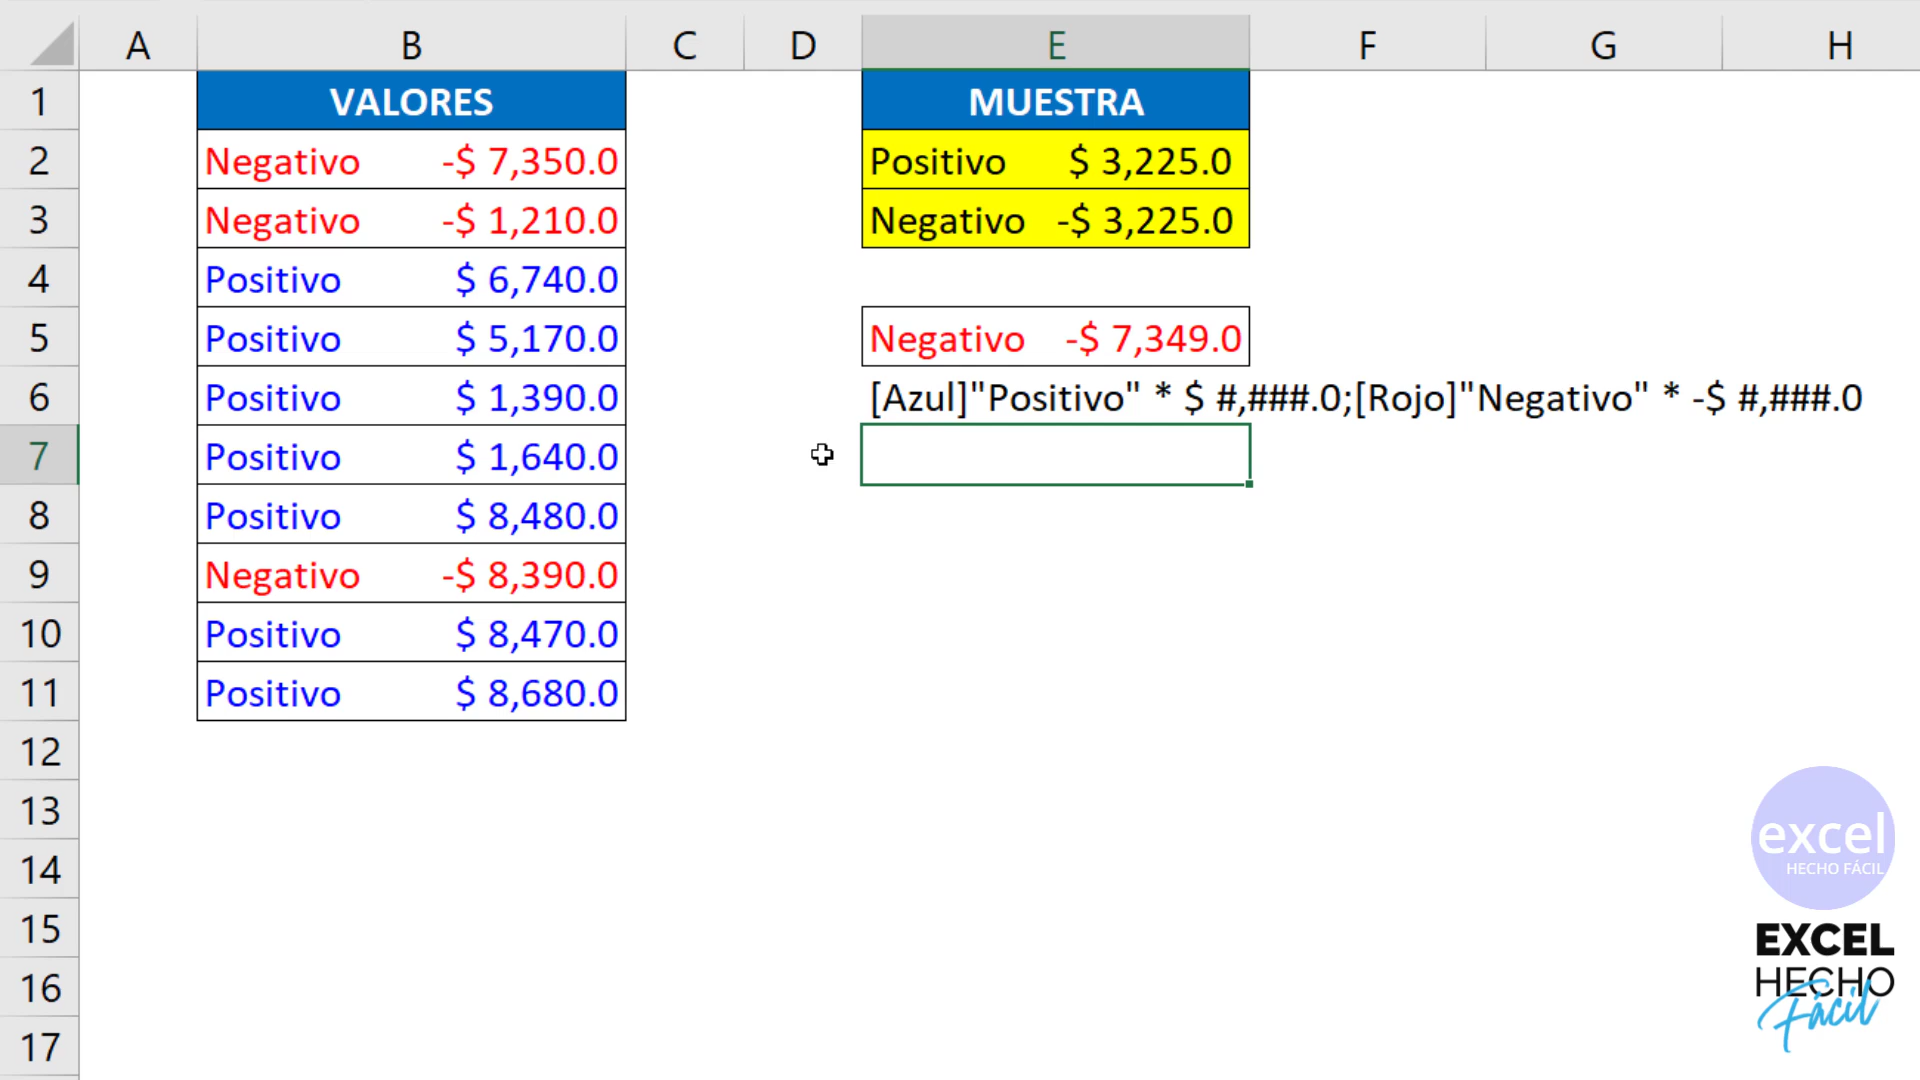 A B C D E F G H
1 VALORES MUESTRA
2 Negativo -$ 7,350.0 Positivo $ 3,225.0
3 Negativo -$ 1,210.0 Negativo -$ 3,225.0
4 Positivo $ 6,740.0
5 Positivo $ 5,170.0 Negativo -$ 7,349.0
6 Positivo $ 1,390.0 [Azul]"Positivo" * $ #,###.0;[Rojo]"Negativo" * -$ #,###.0
7 Positivo $ 1,640.0
8 Positivo $ 8,480.0
9 Negativo -$ 8,390.0
10 Positivo $ 8,470.0
11 Positivo $ 8,680.0
12
13
14
15
16
17
excel
HECHO FÁCIL
EXCEL
HECHO
Fácil